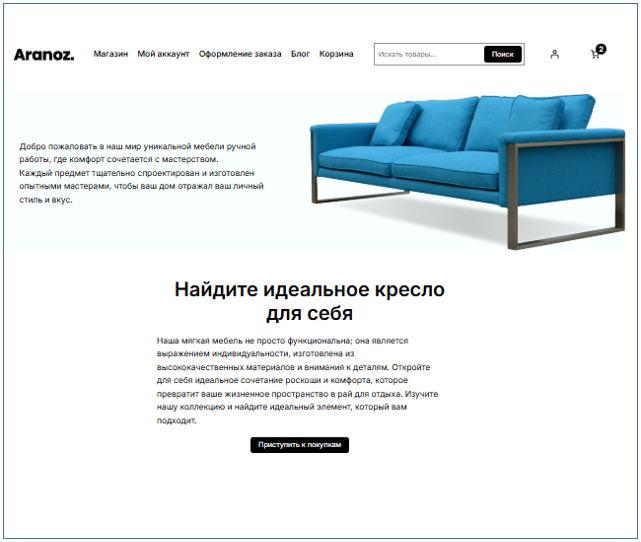 Aranoz.
Магазин Мой аккаунт Оформление заказа Блог Корзина
Искать товары...
Поиск
2
Добро пожаловать в наш мир уникальной мебели ручной
работы, где комфорт сочетается с мастерством.
Каждый предмет тщательно спроектирован и изготовлен
опытными мастерами, чтобы ваш дом отражал ваш личный
стиль и вкус.
Найдите идеальное кресло
для себя
Наша мягкая мебель не просто функциональна; она является
выражением индивидуальности, изготовлена из
высококачественных материалов и внимания к деталям. Откройте
для себя идеальное сочетание роскоши и комфорта, которое
превратит ваше жизненное пространство в рай для отдыха. Изучите
нашу коллекцию и найдите идеальный элемент, который вам
подходит.
Приступить к покупкам